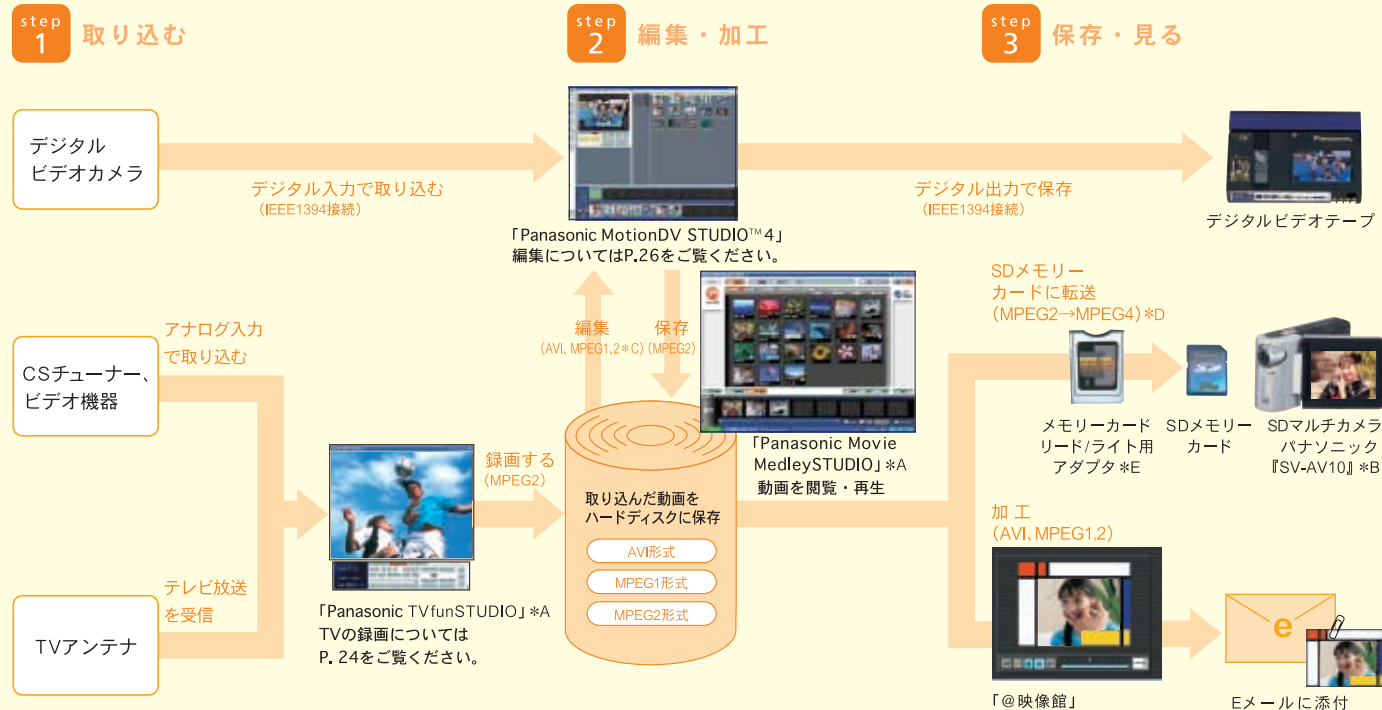 step
1
取り込む
step
2
編集・加工
step
3
保存・見る
デジタル
ビデオカメラ
デジタル入力で取り込む
(IEEE1394接続)
「Panasonic MotionDV STUDIO™4」
編集についてはP.26をご覧ください。
デジタル出力で保存
(IEEE1394接続)
Panasonic
デジタルビデオテープ
CSチューナー、
ビデオ機器
アナログ入力
で取り込む
TVアンテナ
テレビ放送
を受信
「Panasonic TVfunSTUDIO」*A
TVの録画については
P. 24をご覧ください。
録画する
(MPEG2)
編集
(AVI、MPEG1,2*C)
保存
(MPEG2)
取り込んだ動画を
ハードディスクに保存
AVI形式
MPEG1形式
MPEG2形式
「Panasonic Movie
MedleySTUDIO」*A
動画を閲覧・再生
SDメモリー
カードに転送
(MPEG2→MPEG4)*D
メモリーカード
リード/ライト用
アダプタ*E
SDメモリー
カード
SDマルチカメラ
パナソニック
『SV-AV10』*B
加工
(AVI、MPEG1,2)
「@映像館」
e
Eメールに添付